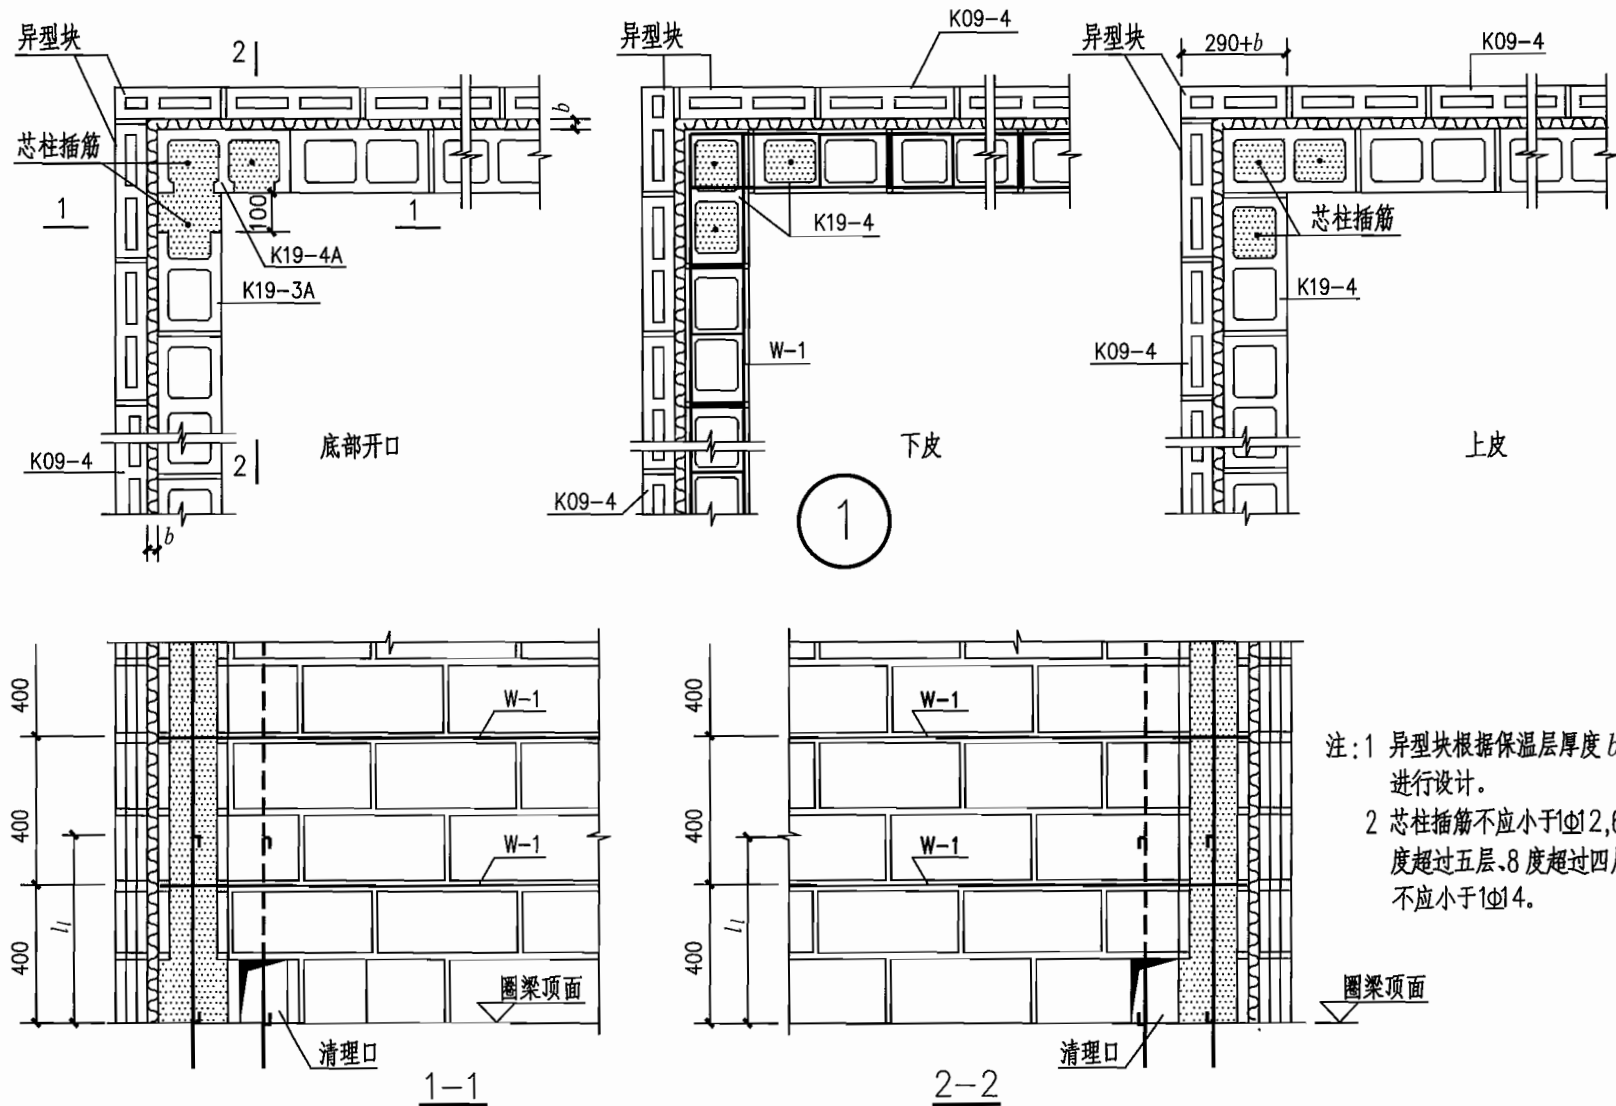 异型块
2
芯柱插筋
1
1
100
b
K19-4A
K19-3A
K09-4
2
底部开口
b
异型块
K09-4
K19-4
W-1
K09-4
下皮
1
异型块
290+b
K09-4
芯柱插筋
K19-4
K09-4
上皮
400
400
400
l_l
W-1
W-1
圈梁顶面
清理口
1-1
400
400
400
l_l
W-1
W-1
圈梁顶面
清理口
2-2
注:1 异型块根据保温层厚度 b
进行设计。
2 芯柱插筋不应小于1Φ12,6
度超过五层、8度超过四层
不应小于1Φ14。